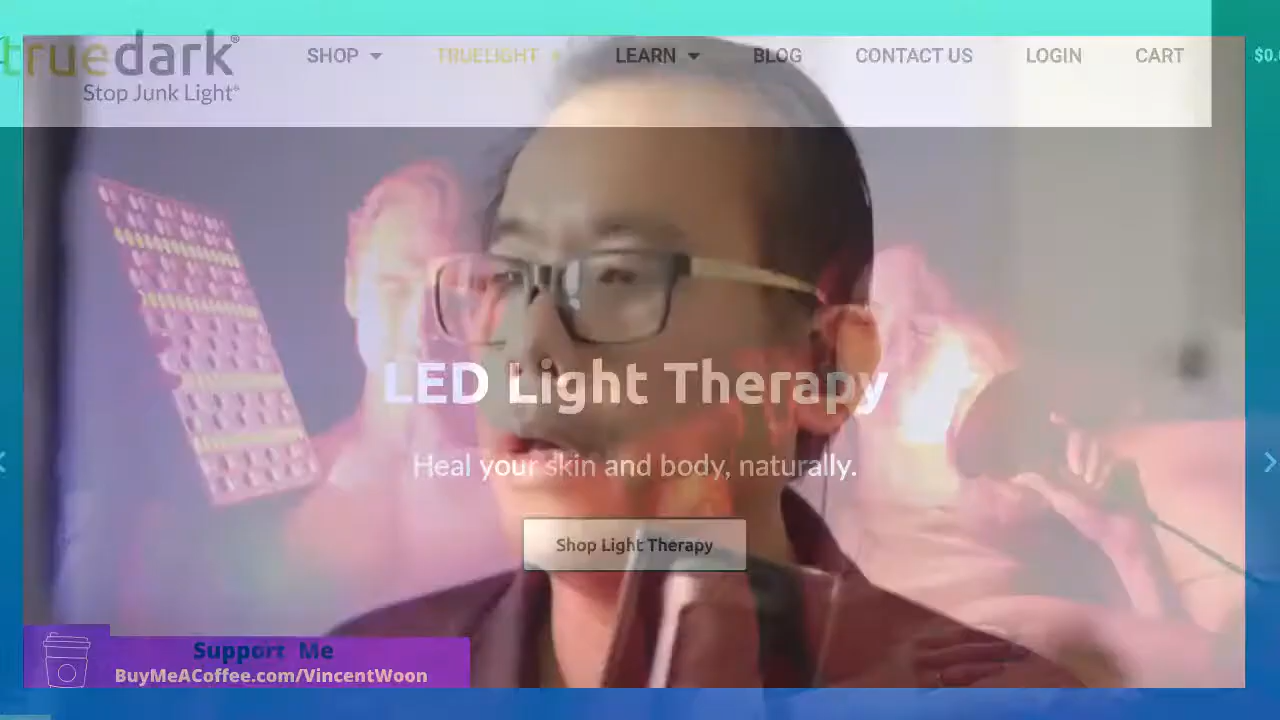 truedark®
Stop Junk Light®
SHOP
TRUELIGHT
LEARN
BLOG
CONTACT US
LOGIN
CART
LED Light Therapy
Heal your skin and body, naturally.
Shop Light Therapy
Support Me
BuyMeACoffee.com/VincentWoon